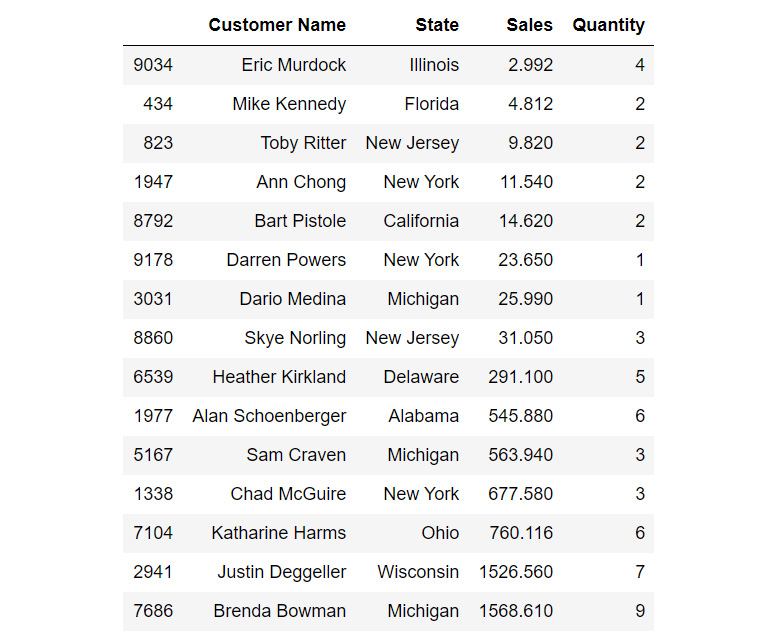 Customer Name State Sales Quantity
9034 Eric Murdock Illinois 2.992 4
434 Mike Kennedy Florida 4.812 2
823 Toby Ritter New Jersey 9.820 2
1947 Ann Chong New York 11.540 2
8792 Bart Pistole California 14.620 2
9178 Darren Powers New York 23.650 1
3031 Dario Medina Michigan 25.990 1
8860 Skye Norling New Jersey 31.050 3
6539 Heather Kirkland Delaware 291.100 5
1977 Alan Schoenberger Alabama 545.880 6
5167 Sam Craven Michigan 563.940 3
1338 Chad McGuire New York 677.580 3
7104 Katharine Harms Ohio 760.116 6
2941 Justin Deggeller Wisconsin 1526.560 7
7686 Brenda Bowman Michigan 1568.610 9